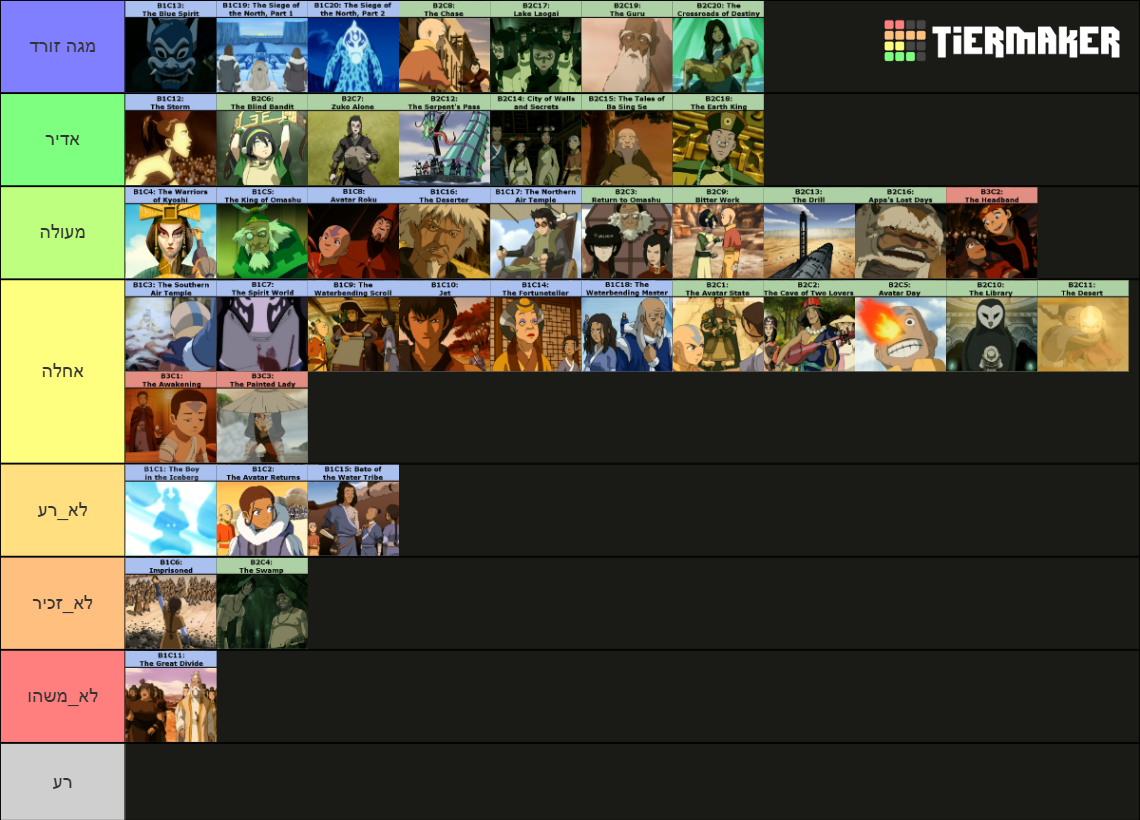 מגה זורד
B1C13:
The Blue Spirit
B1C19: The Siege of
the North, Part 1
B1C20: The Siege of
the North, Part 2
B2C8:
The Chase
B2C17:
Lake Laogai
B2C19:
The Guru
B2C20: The
Crossroads of Destiny
TiERMAKER
אדיר
B1C12:
The Storm
B2C6:
The Blind Bandit
B2C7:
Zuko Alone
B2C12:
The Serpent's Pass
B2C14: City of Walls
and Secrets
B2C15: The Tales of
Ba Sing Se
B2C18:
The Earth King
מעולה
B1C4: The Warriors
of Kyoshi
B1C5:
The King of Omashu
B1C8:
Avatar Roku
B1C16:
The Deserter
B1C17: The Northern
Air Temple
B2C3:
Return to Omashu
B2C9:
Bitter Work
B2C13:
The Drill
B2C16:
Appa's Lost Days
B3C2:
The Headband
אחלה
B1C3: The Southern
Air Temple
B1C7:
The Spirit World
B1C9: The
Waterbending Scroll
B1C10:
Jet
B1C14:
The Fortuneteller
B1C18: The
Waterbending Master
B2C1:
The Avatar State
B2C2:
The Cave of Two Lovers
B2C5:
Avatar Day
B2C10:
The Library
B2C11:
The Desert
B3C1:
The Awakening
B3C3:
The Painted Lady
לא_רע
B1C1: The Boy
in the Iceberg
B1C2:
The Avatar Returns
B1C15: Bato of
the Water Tribe
לא_זכיר
B1C6:
Imprisoned
B2C4:
The Swamp
לא_משהו
B1C11:
The Great Divide
רע